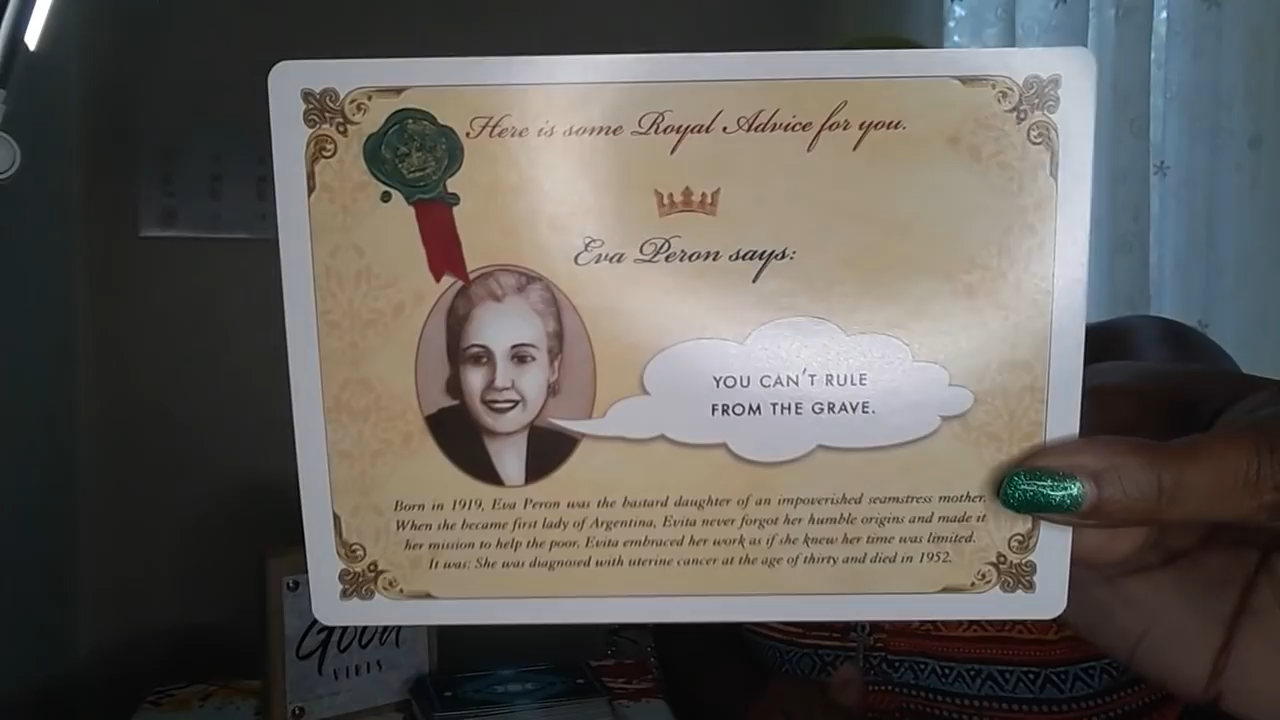 Here is some Royal Advice for you.
Eva Peron says:
YOU CAN'T RULE
FROM THE GRAVE.
Born in 1919, Eva Peron was the bastard daughter of an impoverished seamstress mother.
When she became first lady of Argentina, Evita never forgot her humble origins and made it
her mission to help the poor. Evita embraced her work as if she knew her time was limited.
It was: She was diagnosed with uterine cancer at the age of thirty and died in 1952.
Good
VIBES